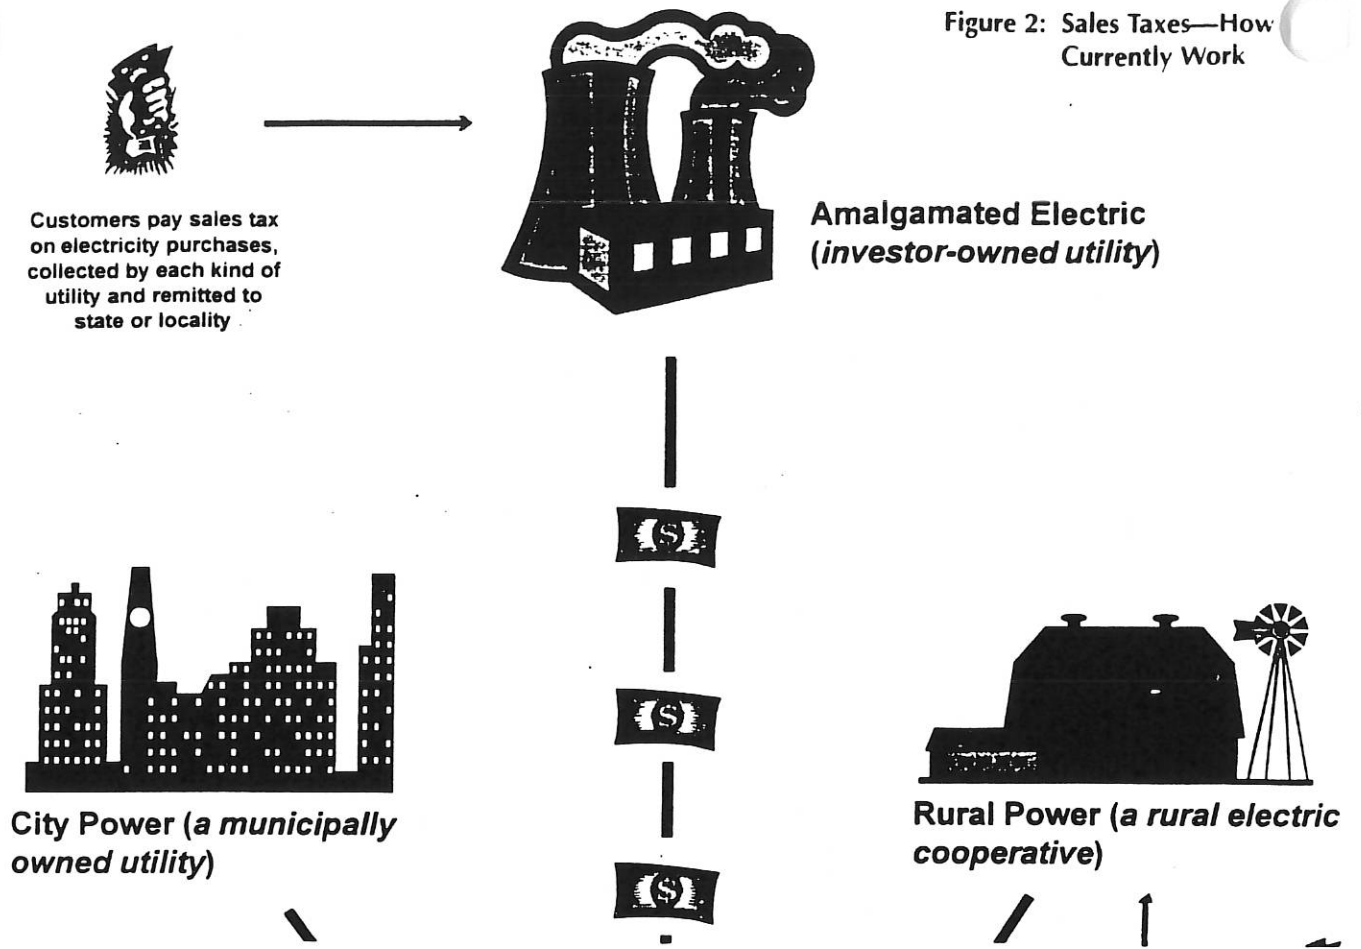 Figure 2: Sales Taxes—How
Currently Work
Customers pay sales tax
on electricity purchases,
collected by each kind of
utility and remitted to
state or locality
Amalgamated Electric
(investor-owned utility)
$
$
$
City Power (a municipally
owned utility)
Rural Power (a rural electric
cooperative)